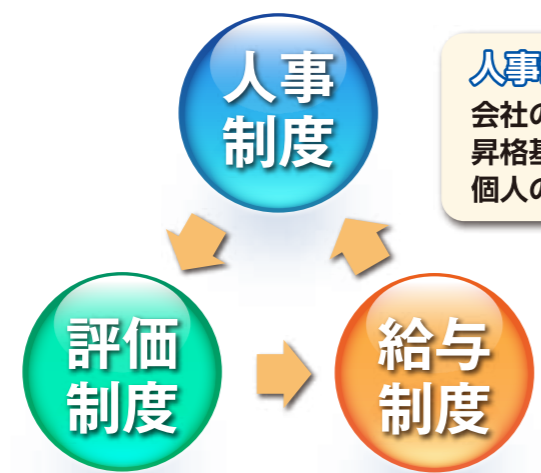 人事
制度
人事
会社の
昇格基
個人の
評価
制度
給与
制度